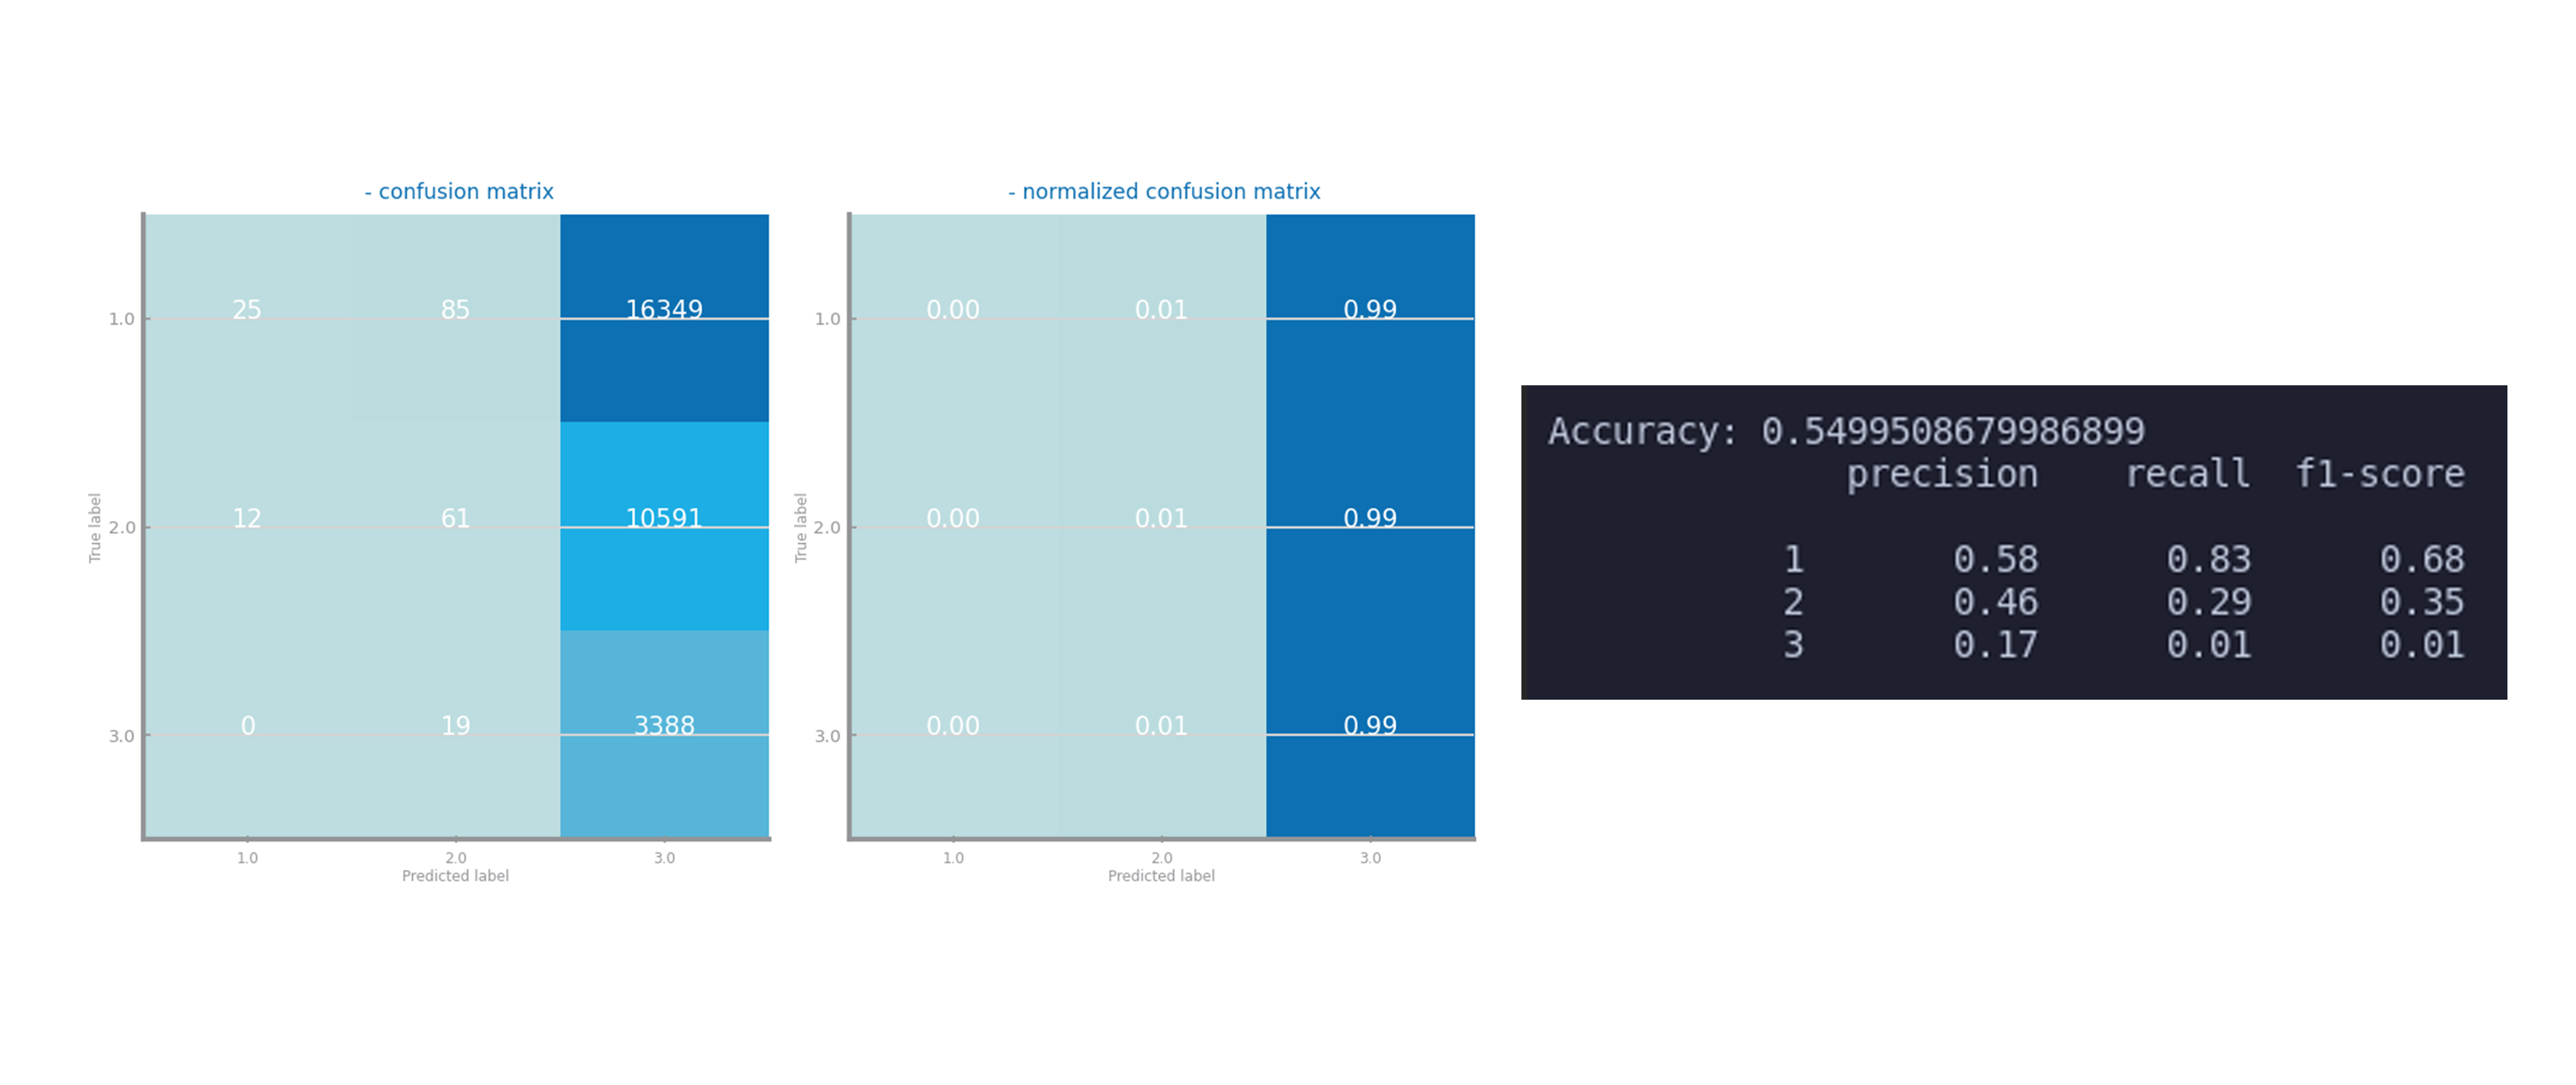 - confusion matrix
25 85 16349
1.0
12 61 10591
2.0
True label
0 19 3388
3.0
1.0 2.0 3.0
Predicted label
- normalized confusion matrix
0.00 0.01 0.99
1.0
0.00 0.01 0.99
2.0
True label
0.00 0.01 0.99
3.0
1.0 2.0 3.0
Predicted label
Accuracy: 0.5499508679986899
precision recall f1-score
1 0.58 0.83 0.68
2 0.46 0.29 0.35
3 0.17 0.01 0.01